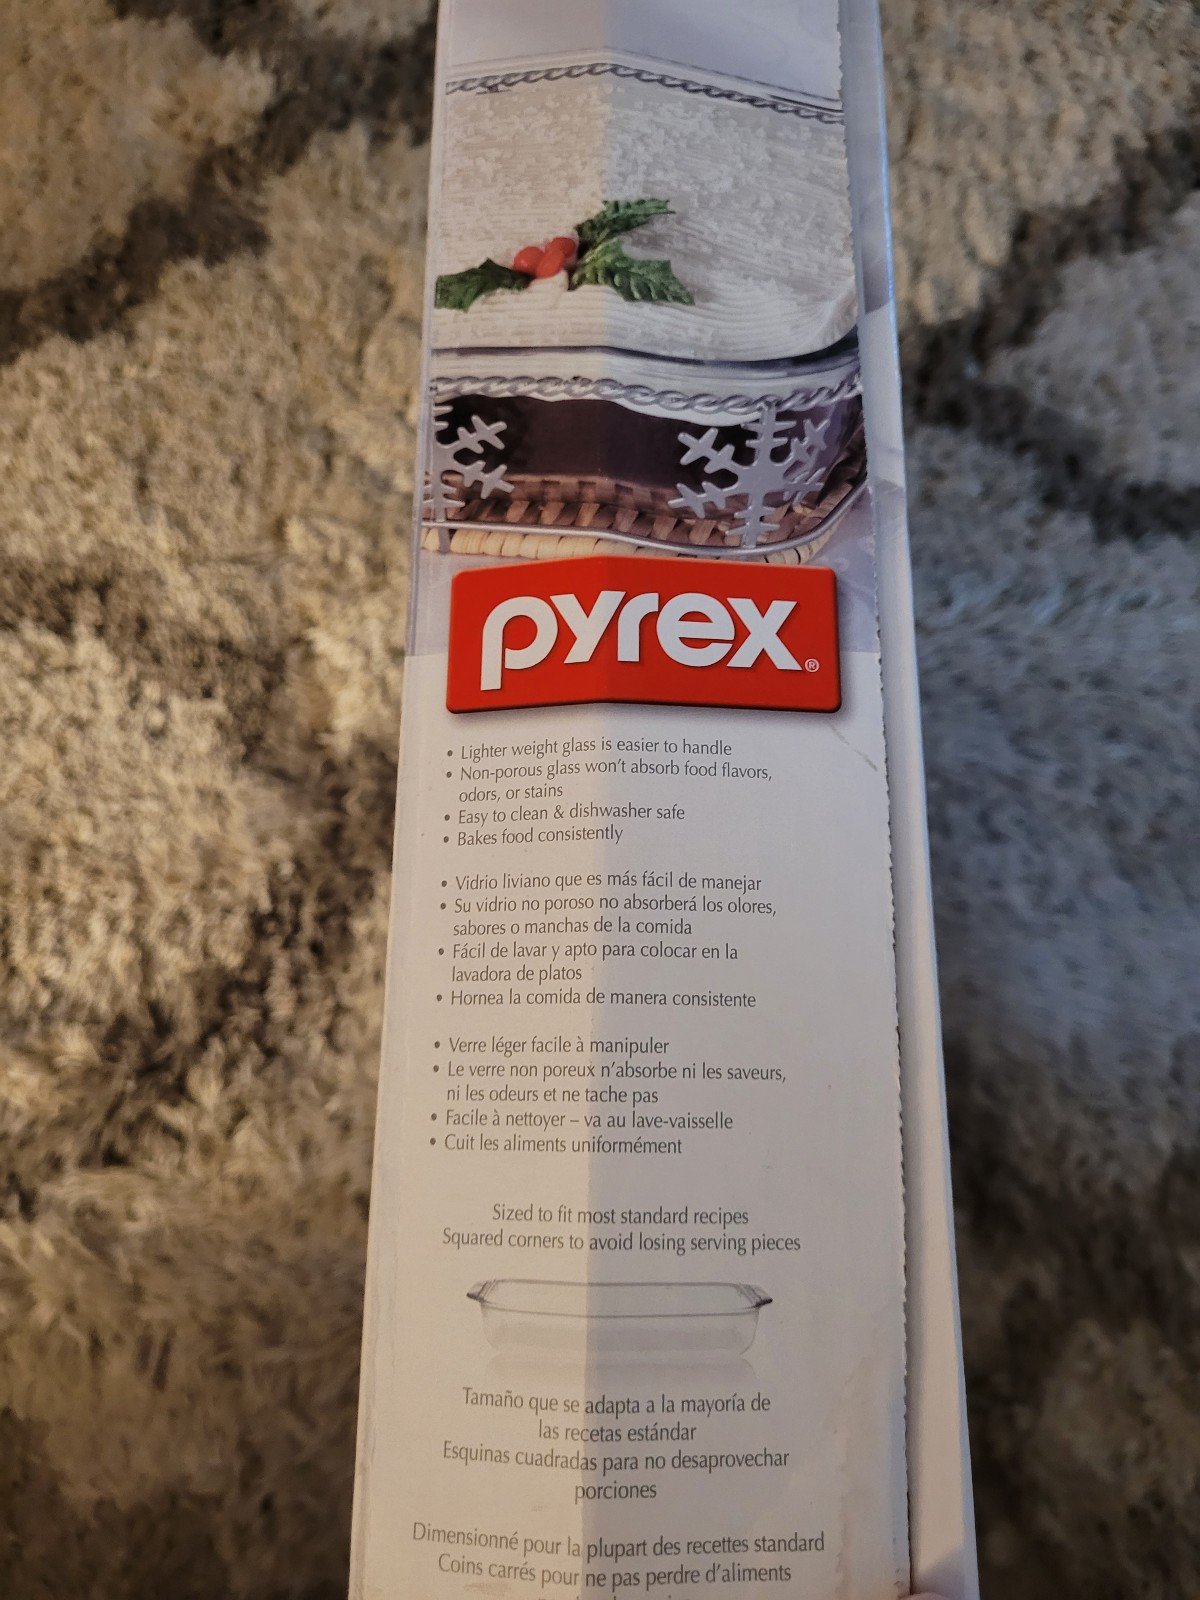 pyrex®
• Lighter weight glass is easier to handle
• Non-porous glass won't absorb food flavors,
odors, or stains
• Easy to clean & dishwasher safe
• Bakes food consistently
• Vidrio liviano que es más fácil de manejar
• Su vidrio no poroso no absorberá los olores,
sabores o manchas de la comida
• Fácil de lavar y apto para colocar en la
lavadora de platos
• Hornea la comida de manera consistente
• Verre léger facile à manipuler
• Le verre non poreux n'absorbe ni les saveurs,
ni les odeurs et ne tache pas
• Facile à nettoyer – va au lave-vaisselle
• Cuit les aliments uniformément
Sized to fit most standard recipes
Squared corners to avoid losing serving pieces
Tamaño que se adapta a la mayoría de
las recetas estándar
Esquinas cuadradas para no desaprovechar
porciones
Dimensionné pour la plupart des recettes standard
Coins carrés pour ne pas perdre d'aliments